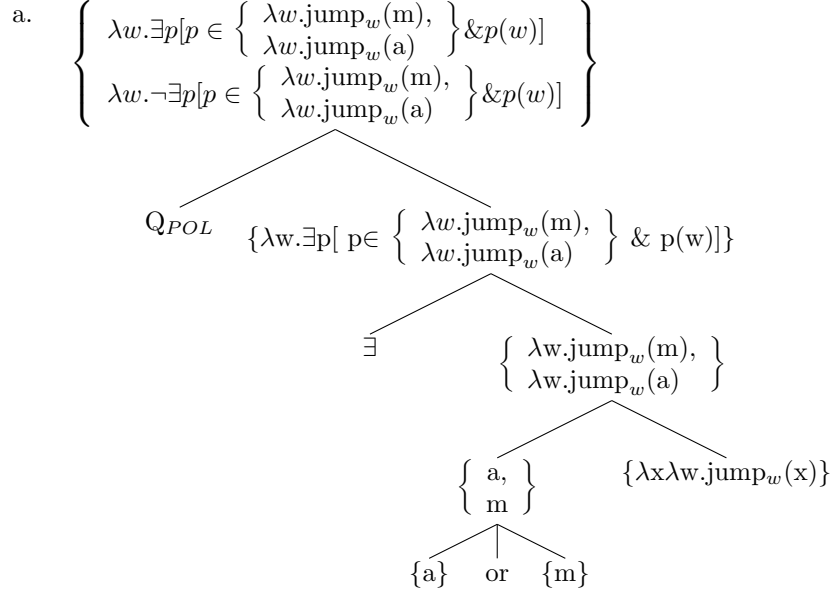 a.
{ λw.∃p[p ∈ { λw.jump_w(m), λw.jump_w(a) } &p(w)]
λw.¬∃p[p ∈ { λw.jump_w(m), λw.jump_w(a) } &p(w)] }
Q_POL
{λw.∃p[ p∈ { λw.jump_w(m), λw.jump_w(a) } & p(w)]}
∃
{ λw.jump_w(m), λw.jump_w(a) }
{ a, m }
{λxλw.jump_w(x)}
{a} or {m}